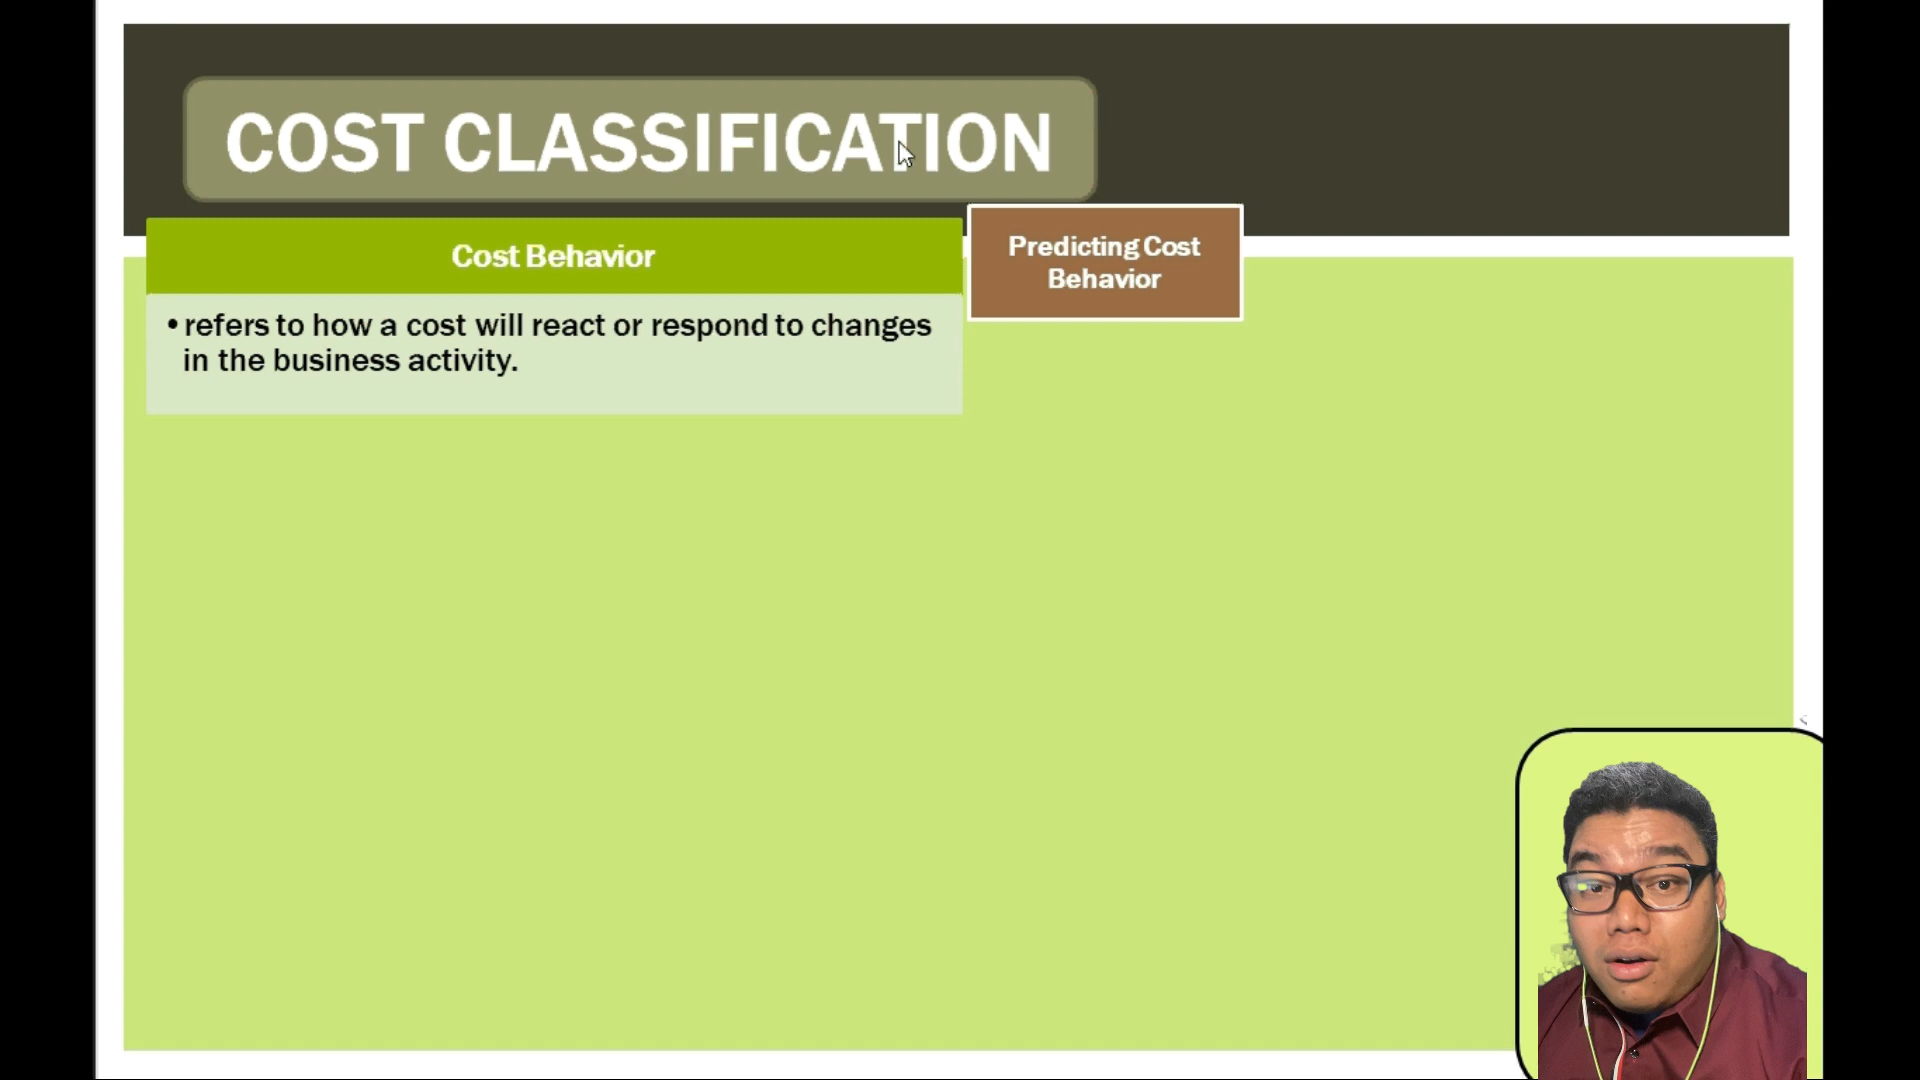 COST CLASSIFICATION
Cost Behavior
Predicting Cost
Behavior
•refers to how a cost will react or respond to changes
in the business activity.